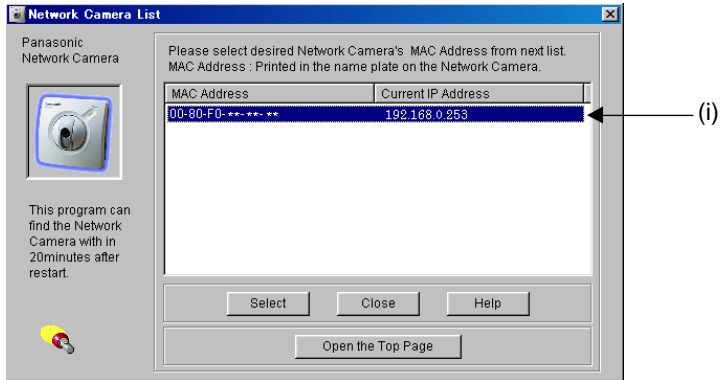 Network Camera List
Panasonic
Network Camera
Please select desired Network Camera's MAC Address from next list.
MAC Address : Printed in the name plate on the Network Camera.
MAC Address Current IP Address
00-80-F0-**-**-** 192.168.0.253
(i)
This program can
find the Network
Camera with in
20minutes after
restart.
Select Close Help
Open the Top Page